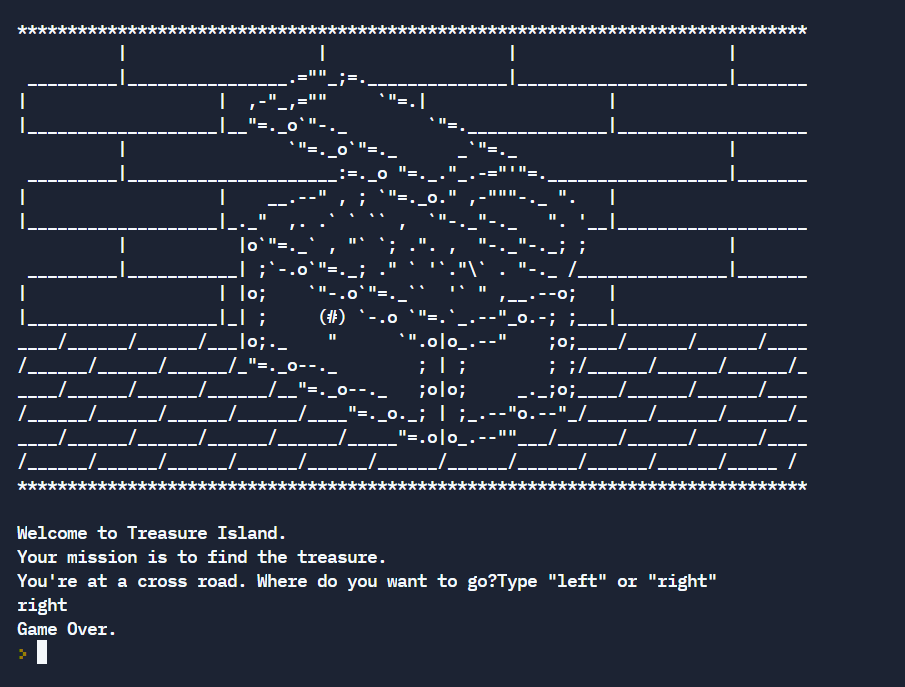 Welcome to Treasure Island.
Your mission is to find the treasure.
You're at a cross road. Where do you want to go?Type "left" or "right"
right
Game Over.